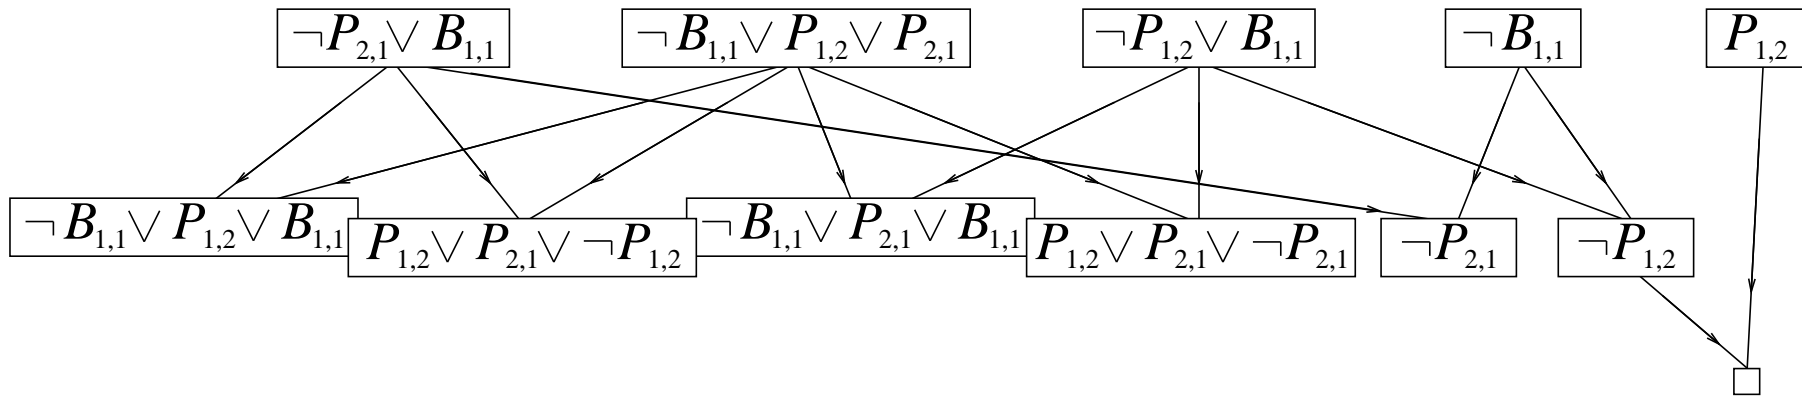 ¬P2,1 ∨ B1,1
¬B1,1 ∨ P1,2 ∨ P2,1
¬P1,2 ∨ B1,1
¬B1,1
P1,2
¬B1,1 ∨ P1,2 ∨ B1,1
P1,2 ∨ P2,1 ∨ ¬P1,2
¬B1,1 ∨ P2,1 ∨ B1,1
P1,2 ∨ P2,1 ∨ ¬P2,1
¬P2,1
¬P1,2